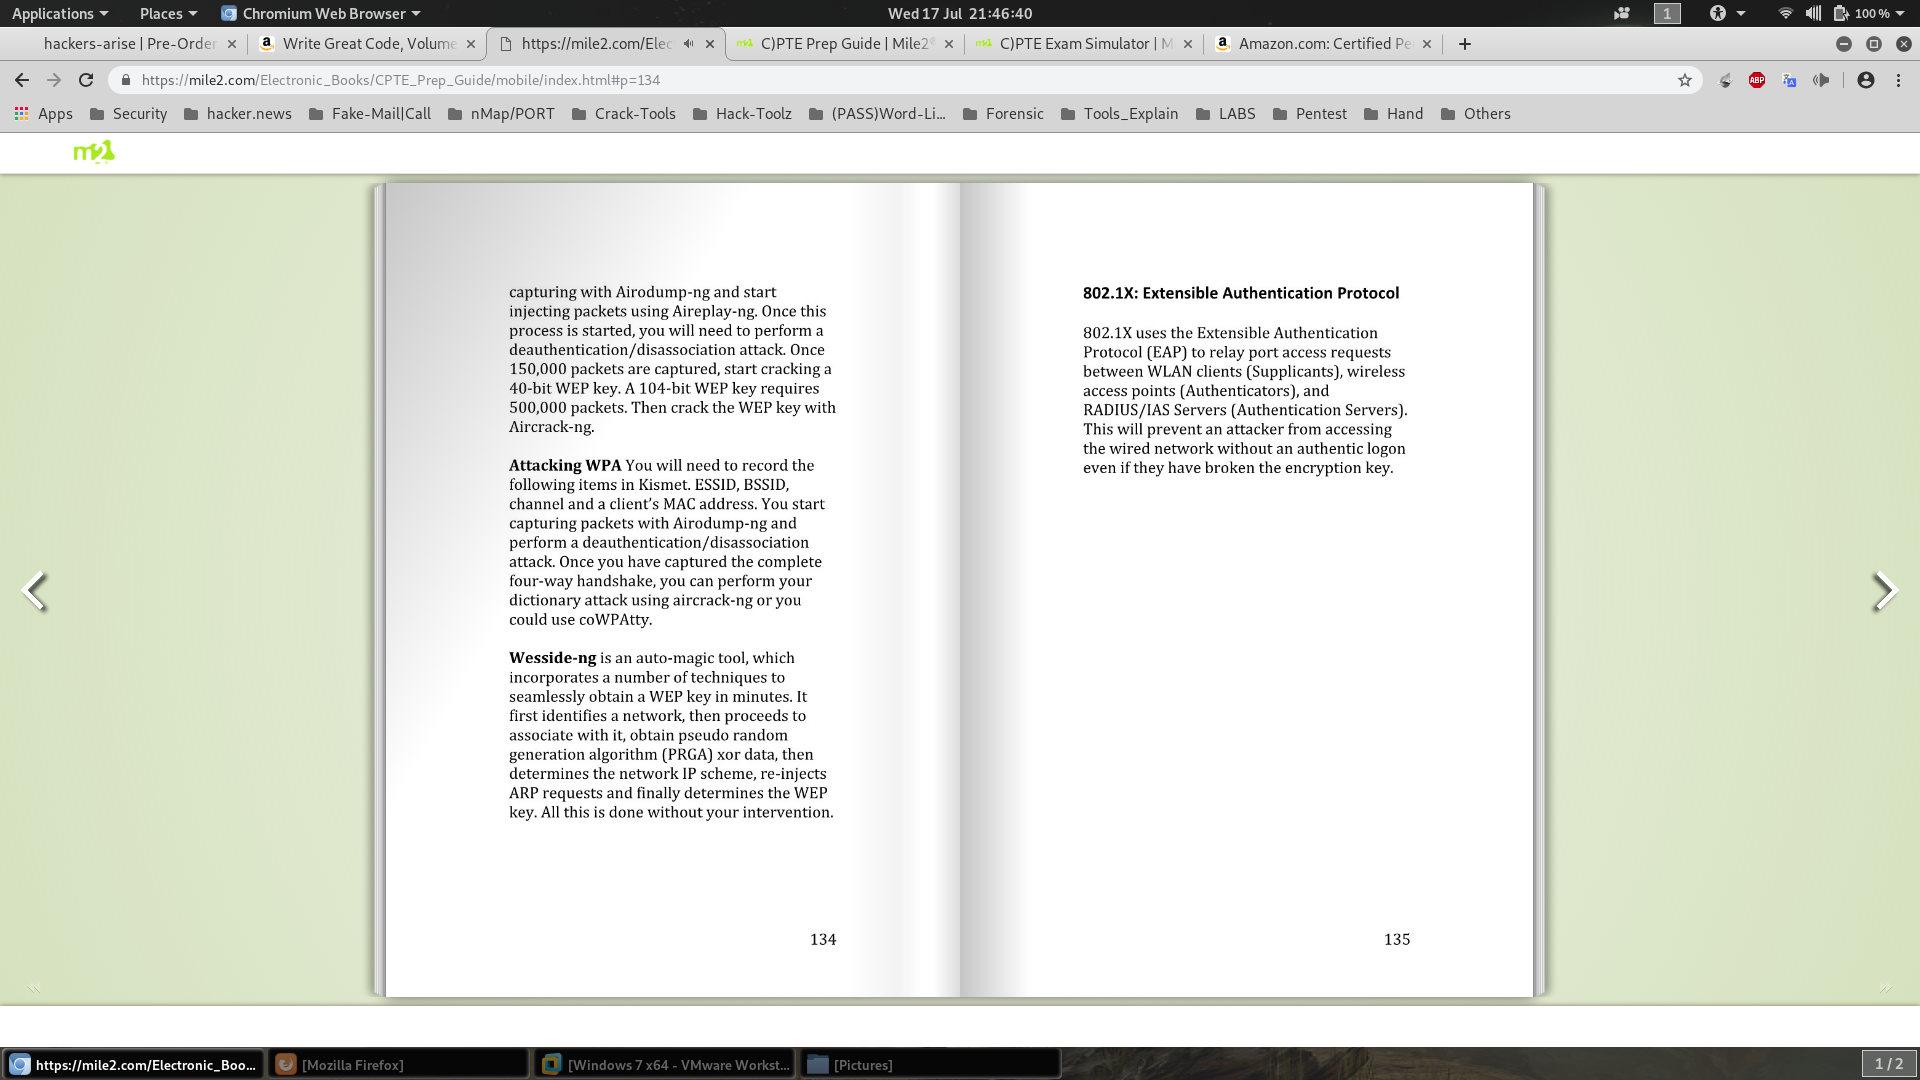 Applications
Places
Chromium Web Browser
Wed 17 Jul 21:46:40
1
100 %
hackers-arise | Pre-Order
Write Great Code, Volume
https://mile2.com/Elec
C)PTE Prep Guide | Mile2®
C)PTE Exam Simulator | M
Amazon.com: Certified Pe
https://mile2.com/Electronic_Books/CPTE_Prep_Guide/mobile/index.html#p=134
ABP
Apps
Security
hacker.news
Fake-Mail|Call
nMap/PORT
Crack-Tools
Hack-Toolz
(PASS)Word-Li...
Forensic
Tools_Explain
LABS
Pentest
Hand
Others
m2
capturing with Airodump-ng and start
injecting packets using Aireplay-ng. Once this
process is started, you will need to perform a
deauthentication/disassociation attack. Once
150,000 packets are captured, start cracking a
40-bit WEP key. A 104-bit WEP key requires
500,000 packets. Then crack the WEP key with
Aircrack-ng.
Attacking WPA You will need to record the
following items in Kismet. ESSID, BSSID,
channel and a client’s MAC address. You start
capturing packets with Airodump-ng and
perform a deauthentication/disassociation
attack. Once you have captured the complete
four-way handshake, you can perform your
dictionary attack using aircrack-ng or you
could use coWPAtty.
Wesside-ng is an auto-magic tool, which
incorporates a number of techniques to
seamlessly obtain a WEP key in minutes. It
first identifies a network, then proceeds to
associate with it, obtain pseudo random
generation algorithm (PRGA) xor data, then
determines the network IP scheme, re-injects
ARP requests and finally determines the WEP
key. All this is done without your intervention.
134
802.1X: Extensible Authentication Protocol
802.1X uses the Extensible Authentication
Protocol (EAP) to relay port access requests
between WLAN clients (Supplicants), wireless
access points (Authenticators), and
RADIUS/IAS Servers (Authentication Servers).
This will prevent an attacker from accessing
the wired network without an authentic logon
even if they have broken the encryption key.
135
https://mile2.com/Electronic_Boo...
[Mozilla Firefox]
[Windows 7 x64 - VMware Workst...
[Pictures]
1 / 2